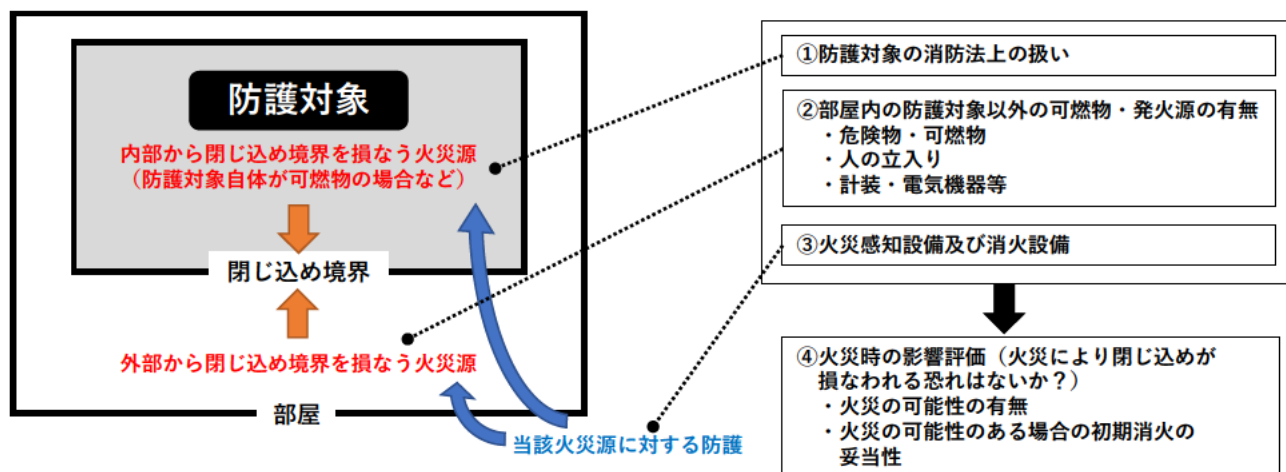 防護対象
内部から閉じ込め境界を損なう火災源
（防護対象自体が可燃物の場合など）
閉じ込め境界
外部から閉じ込め境界を損なう火災源
部屋
当該火災源に対する防護
①防護対象の消防法上の扱い
②部屋内の防護対象以外の可燃物・発火源の有無
・危険物・可燃物
・人の立入り
・計装・電気機器等
③火災感知設備及び消火設備
④火災時の影響評価（火災により閉じ込めが
損なわれる恐れはないか？）
・火災の可能性の有無
・火災の可能性のある場合の初期消火の
妥当性